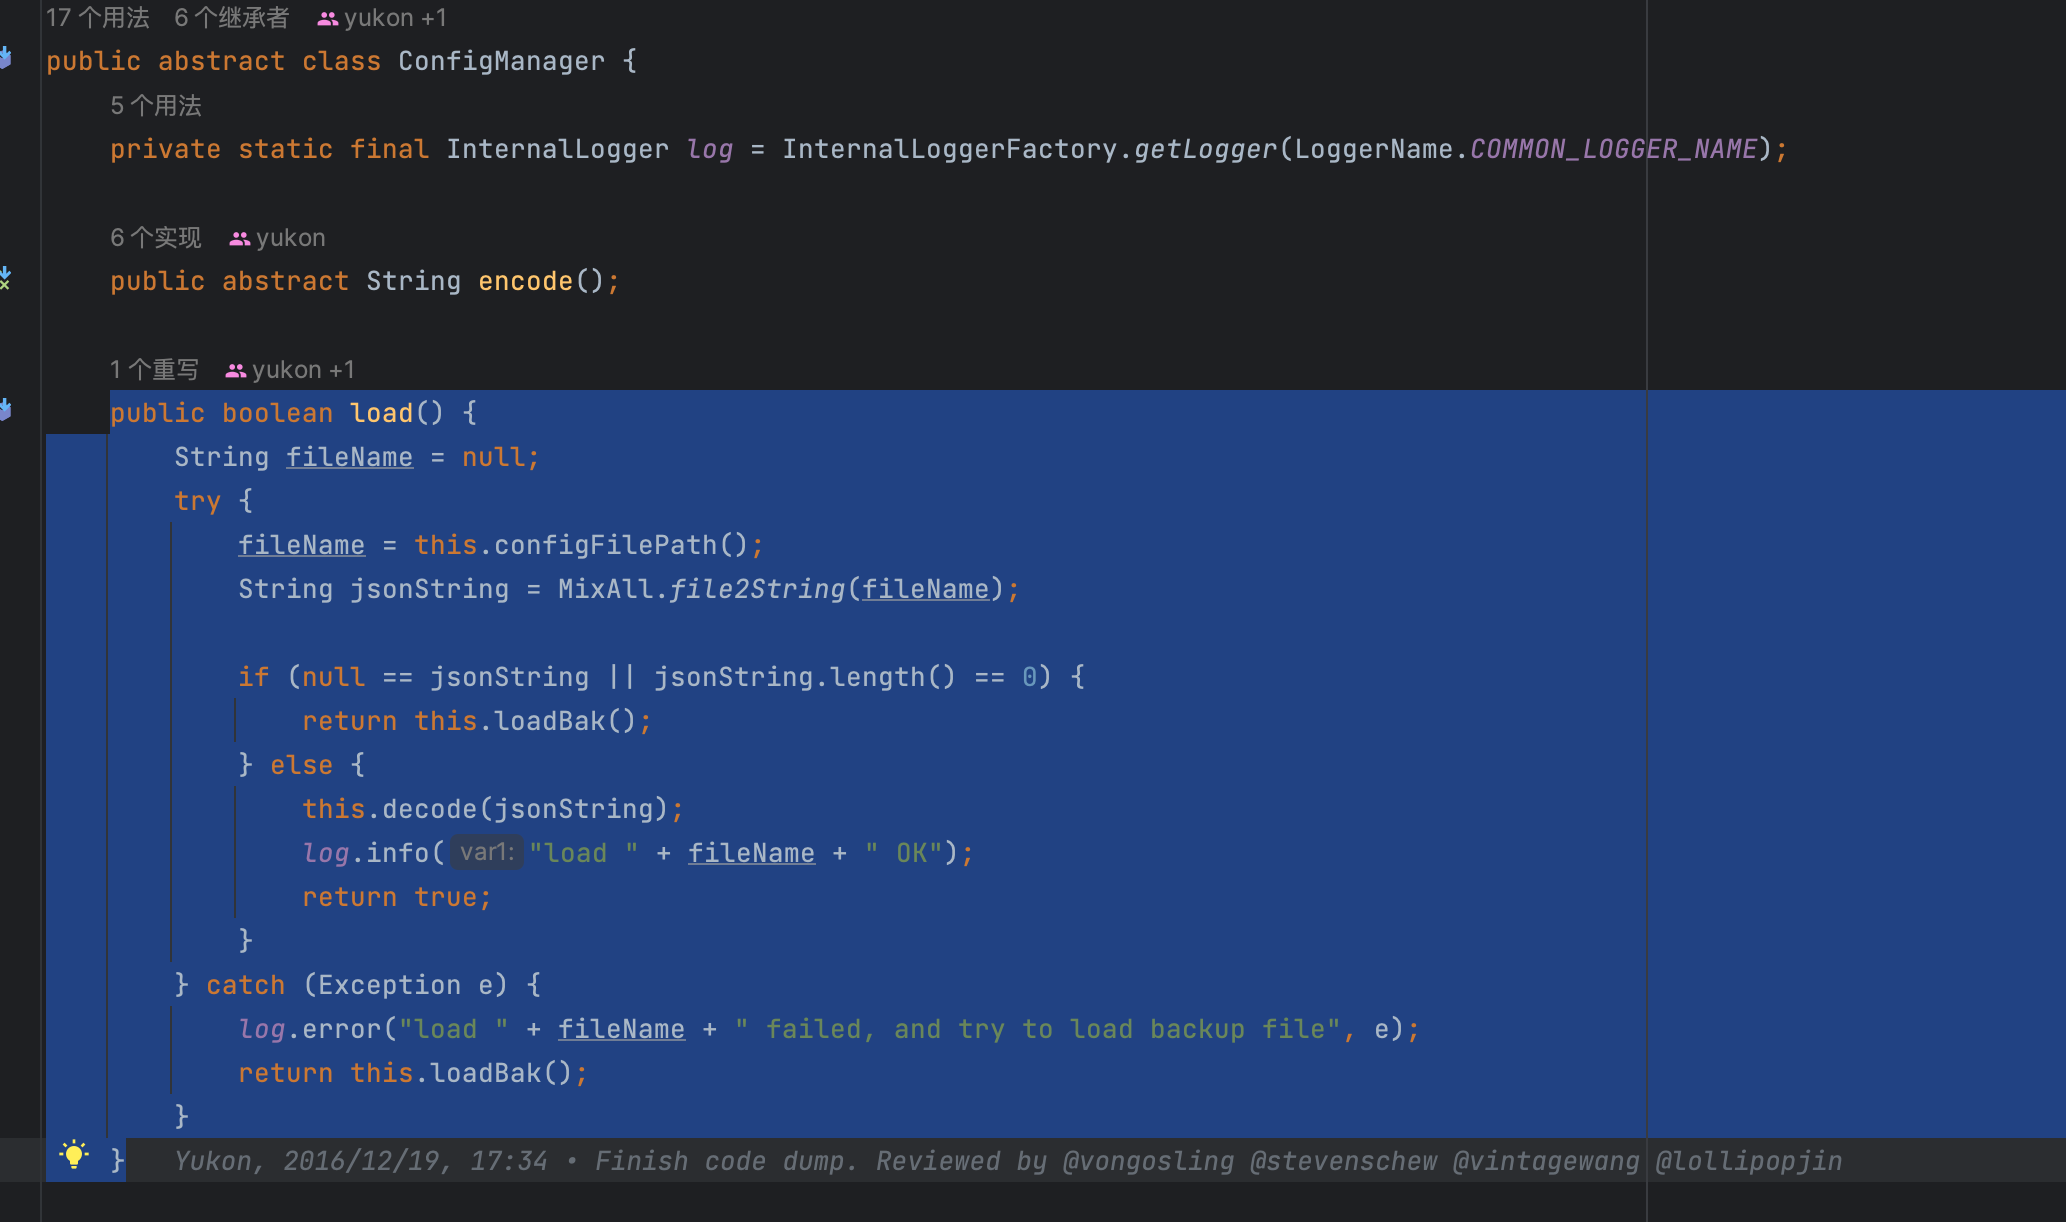 17 个用法 6 个继承者 yukon +1
public abstract class ConfigManager {
5 个用法
private static final InternalLogger log = InternalLoggerFactory.getLogger(LoggerName.COMMON_LOGGER_NAME);
6 个实现 yukon
public abstract String encode();
1 个重写 yukon +1
public boolean load() {
String fileName = null;
try {
fileName = this.configFilePath();
String jsonString = MixAll.file2String(fileName);
if (null == jsonString || jsonString.length() == 0) {
return this.loadBak();
} else {
this.decode(jsonString);
log.info( var1: "load " + fileName + " OK");
return true;
}
} catch (Exception e) {
log.error("load " + fileName + " failed, and try to load backup file", e);
return this.loadBak();
}
} Yukon, 2016/12/19, 17:34 • Finish code dump. Reviewed by @vongosling @stevenschew @vintagewang @lollipopjin